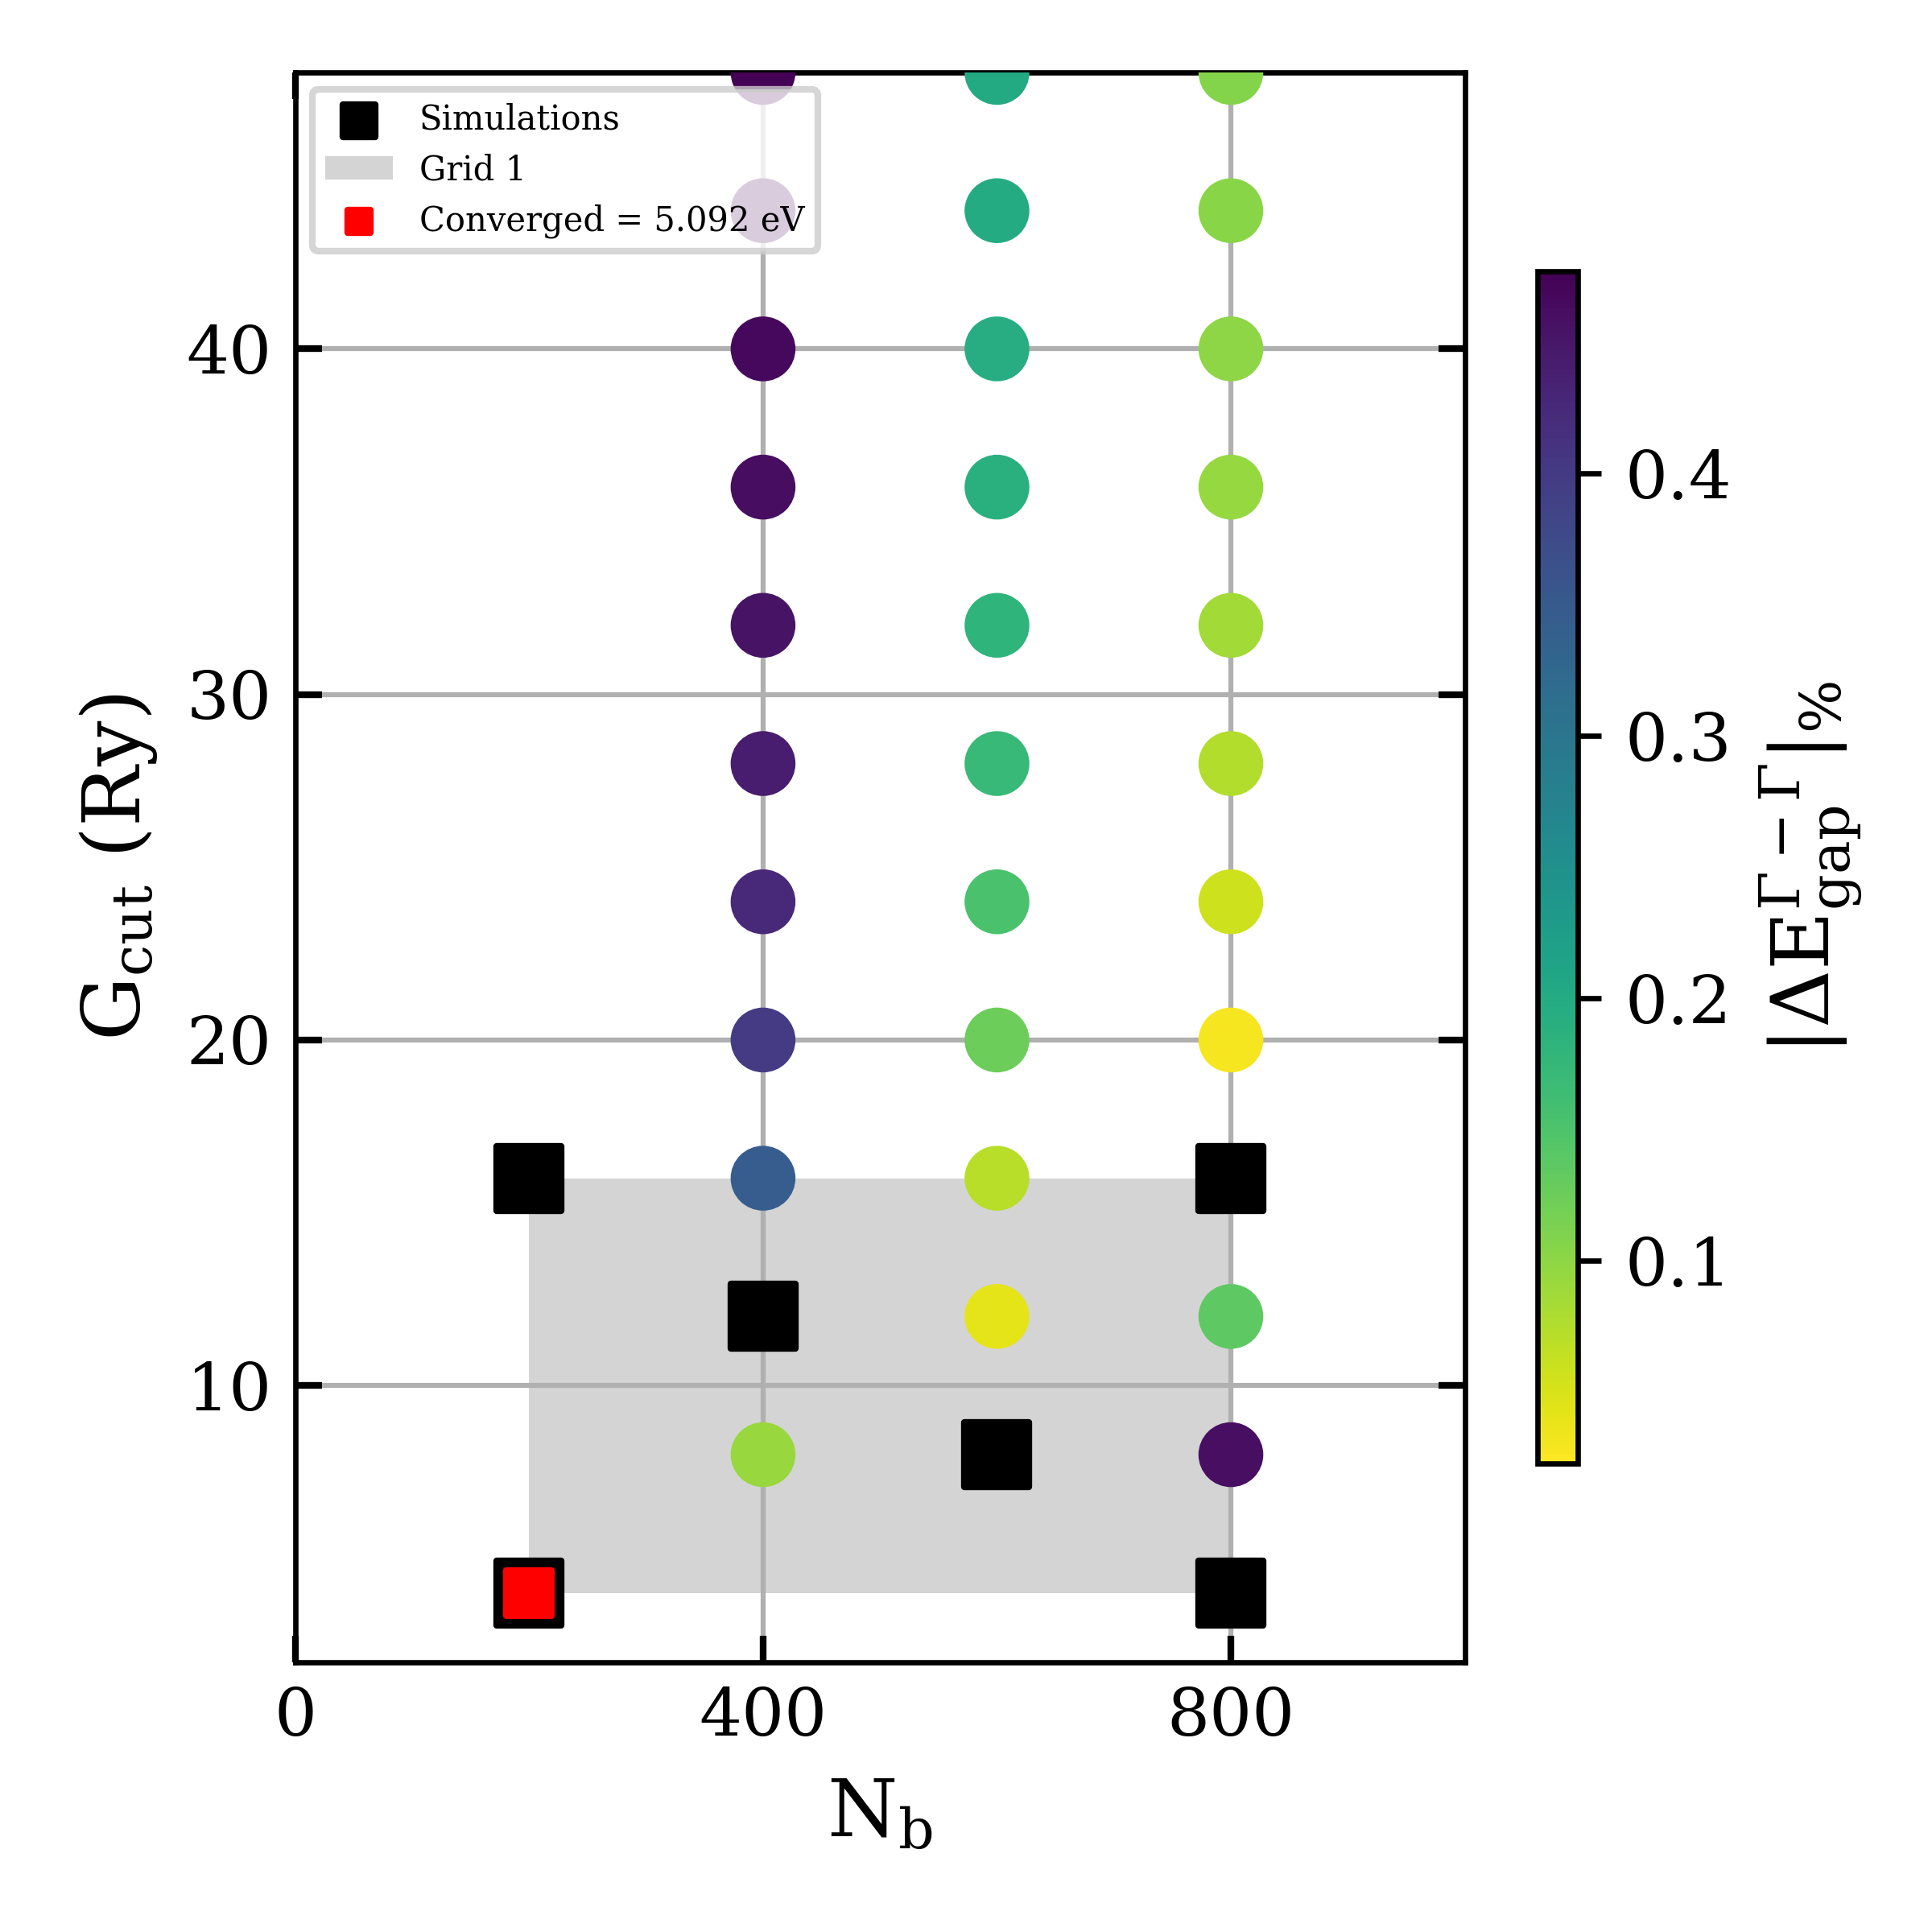 Simulations
Grid 1
Converged = 5.092 eV
40
30
20
10
G_cut (Ry)
0
400
800
N_b
0.4
0.3
0.2
0.1
|ΔE_gap^{Γ−Γ}|%